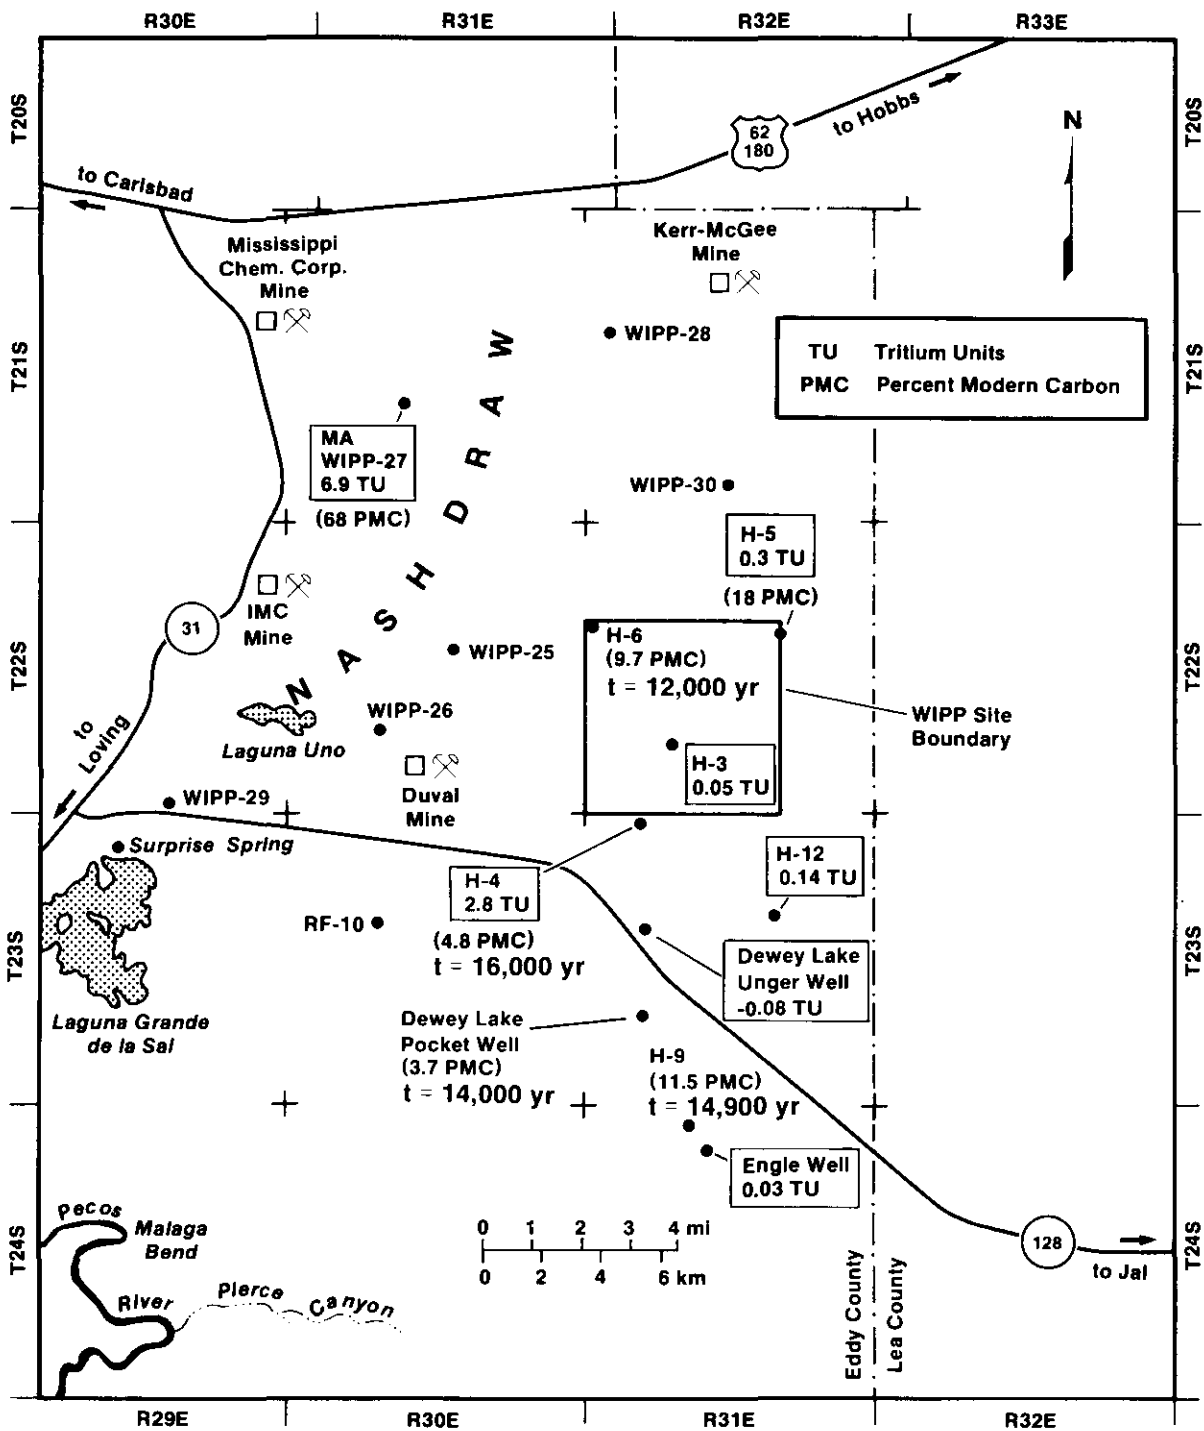 R30E
R31E
R32E
R33E
T20S
T20S
to Hobbs
62
180
N
to Carlsbad
Mississippi
Chem. Corp.
Mine
Kerr-McGee
Mine
T21S
T21S
WIPP-28
TU Tritium Units
PMC Percent Modern Carbon
NASH DRAW
MA
WIPP-27
6.9 TU
(68 PMC)
WIPP-30
H-5
0.3 TU
(18 PMC)
IMC
Mine
31
H-6
(9.7 PMC)
t = 12,000 yr
T22S
T22S
WIPP-25
WIPP-26
Laguna Uno
WIPP Site
Boundary
to
Loving
H-3
0.05 TU
Duval
Mine
WIPP-29
Surprise Spring
H-4
2.8 TU
(4.8 PMC)
t = 16,000 yr
H-12
0.14 TU
RF-10
T23S
T23S
Dewey Lake
Unger Well
-0.08 TU
Laguna Grande
de la Sal
Dewey Lake
Pocket Well
(3.7 PMC)
t = 14,000 yr
H-9
(11.5 PMC)
t = 14,900 yr
Engle Well
0.03 TU
Pecos
Malaga
Bend
River
Pierce Canyon
0 1 2 3 4 mi
0 2 4 6 km
T24S
T24S
128
to Jal
Eddy County
Lea County
R29E
R30E
R31E
R32E